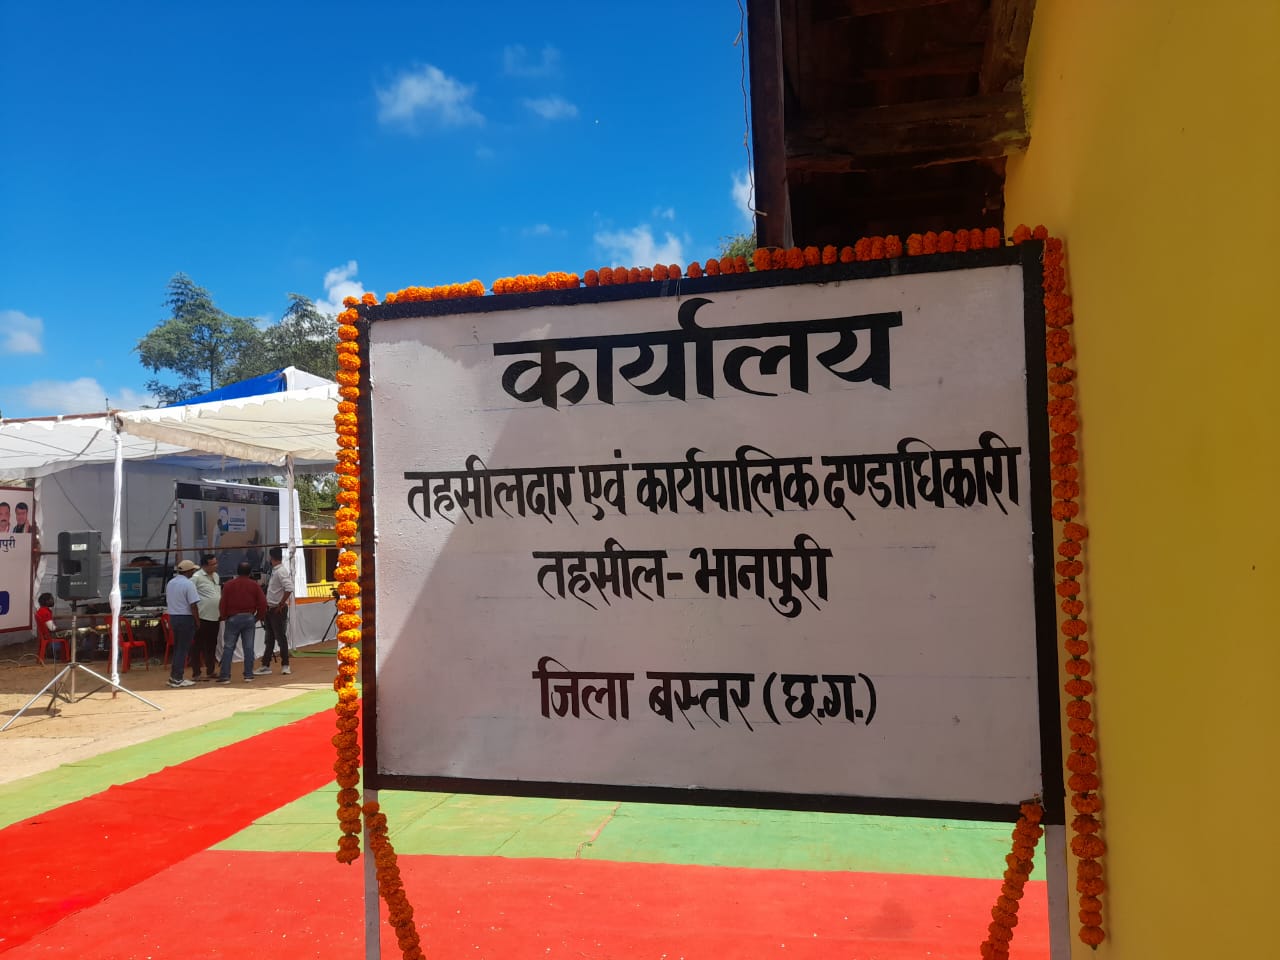 कार्यालय
तहसीलदार एवं कार्यपालिक दण्डाधिकारी
तहसील- भानपुरी
जिला बस्तर (छ.ग.)
पुरी